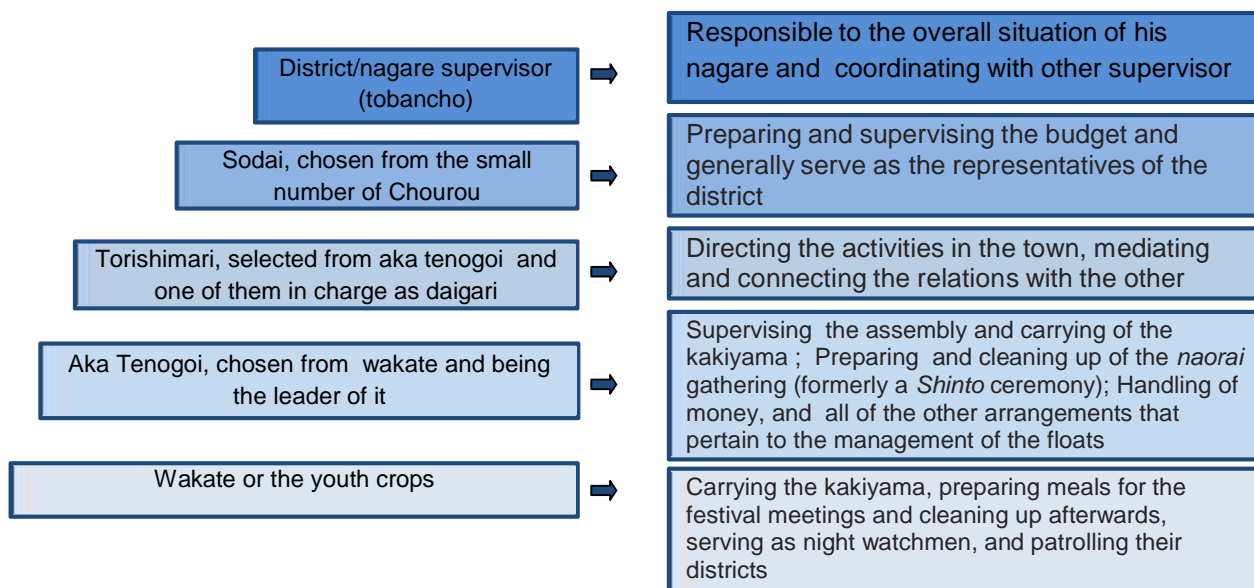 District/nagare supervisor
(tobancho)
Responsible to the overall situation of his
nagare and coordinating with other supervisor
Sodai, chosen from the small
number of Chourou
Preparing and supervising the budget and
generally serve as the representatives of the
district
Torishimari, selected from aka tenogoi and
one of them in charge as daigari
Directing the activities in the town, mediating
and connecting the relations with the other
Aka Tenogoi, chosen from wakate and being
the leader of it
Supervising the assembly and carrying of the
kakiyama ; Preparing and cleaning up of the naorai
gathering (formerly a Shinto ceremony); Handling of
money, and all of the other arrangements that
pertain to the management of the floats
Wakate or the youth crops
Carrying the kakiyama, preparing meals for the
festival meetings and cleaning up afterwards,
serving as night watchmen, and patrolling their
districts